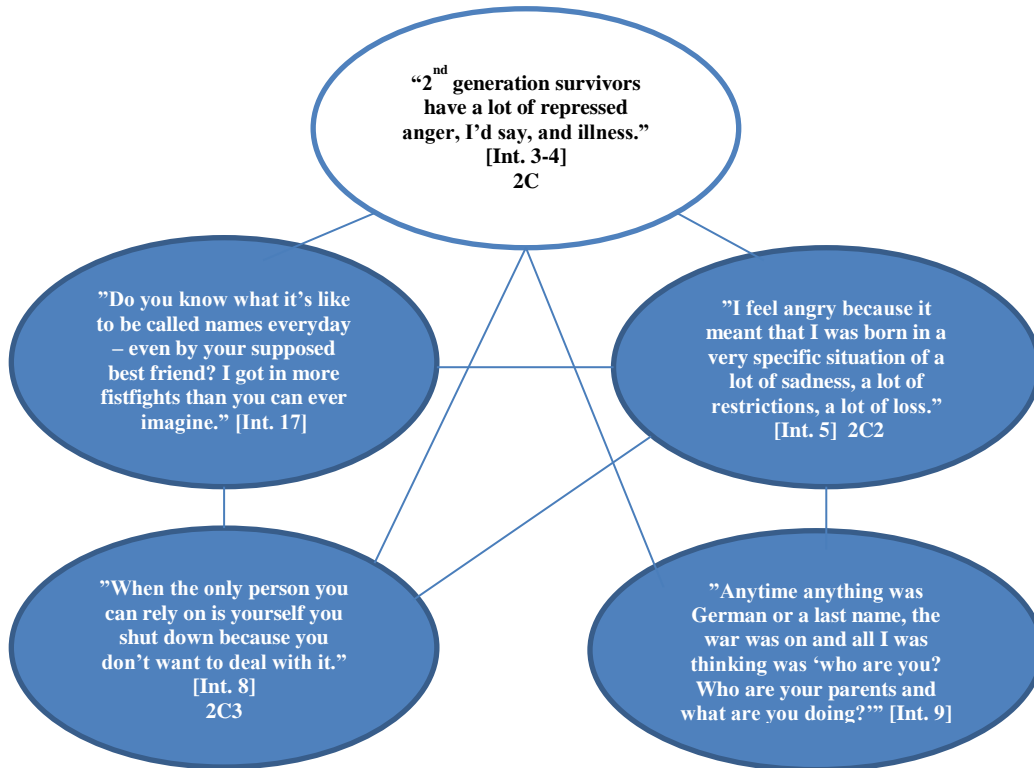 “2nd generation survivors
have a lot of repressed
anger, I’d say, and illness.”
[Int. 3-4]
2C
”Do you know what it’s like
to be called names everyday
– even by your supposed
best friend? I got in more
fistfights than you can ever
imagine.” [Int. 17]
”I feel angry because it
meant that I was born in a
very specific situation of a
lot of sadness, a lot of
restrictions, a lot of loss.”
[Int. 5] 2C2
”When the only person you
can rely on is yourself you
shut down because you
don’t want to deal with it.”
[Int. 8]
2C3
”Anytime anything was
German or a last name, the
war was on and all I was
thinking was ‘who are you?
Who are your parents and
what are you doing?’” [Int. 9]